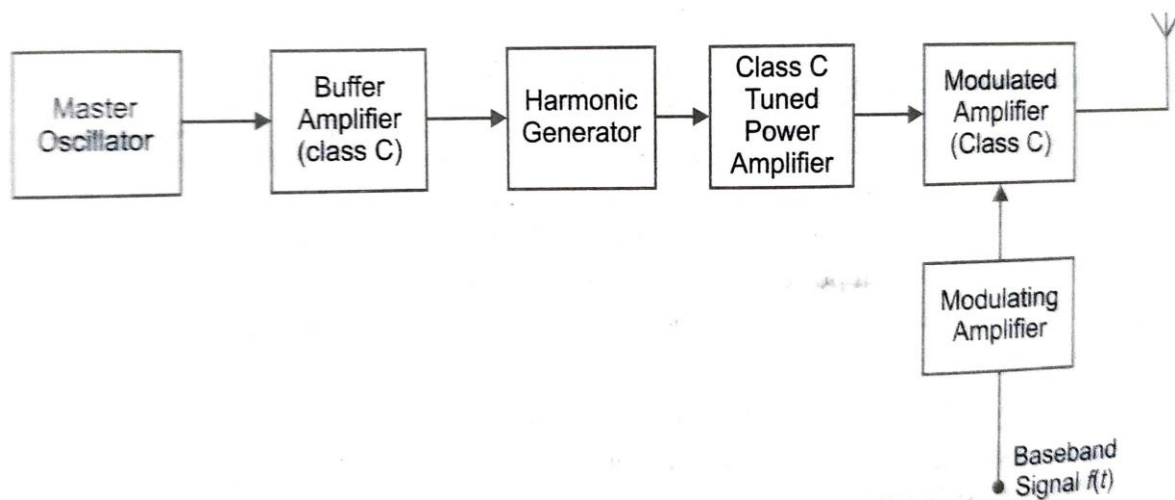 Master
Oscillator
Buffer
Amplifier
(class C)
Harmonic
Generator
Class C
Tuned
Power
Amplifier
Modulated
Amplifier
(Class C)
Modulating
Amplifier
Baseband
Signal f(t)